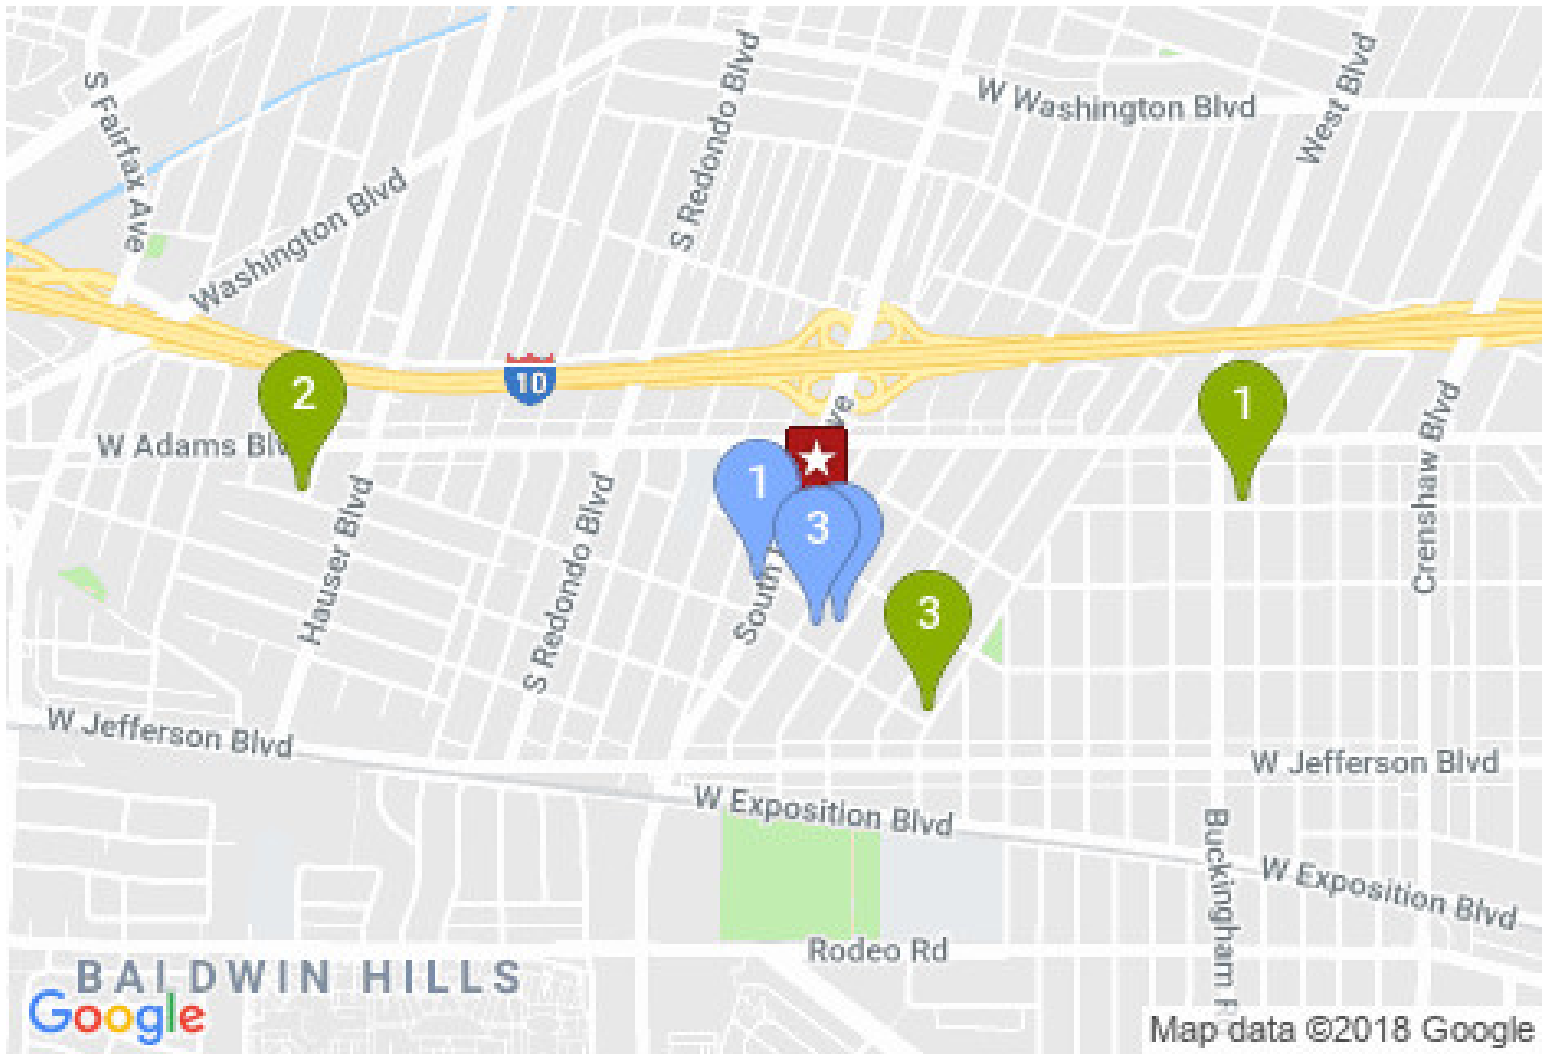 S Fairfax Ave
S Redondo Blvd
W Washington Blvd
West Blvd
Washington Blvd
10
2
1
W Adams
1
3
3
South
Hauser Blvd
S Redondo Blvd
Crenshaw Blvd
W Jefferson Blvd
W Jefferson Blvd
W Exposition Blvd
Buckingham
W Exposition Blvd
Rodeo Rd
BALDWIN HILLS
Google
Map data ©2018 Google